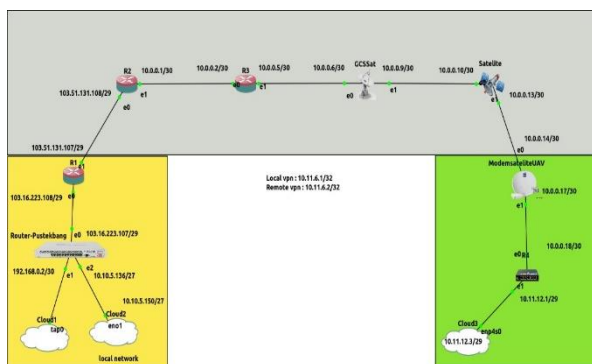 R2
10.0.0.1/30
10.0.0.2/30
R3
10.0.0.5/30
10.0.0.6/30
GCSSat
10.0.0.9/30
10.0.0.10/30
Satelite
e1
e0
e1
e0
e1
10.0.0.13/30
103.51.131.108/29
e0
10.0.0.14/30
103.51.131.107/29
e0
R1
e1
Local vpn : 10.11.6.1/32
Remote vpn : 10.11.6.2/32
ModemsateliteUAV
103.16.223.108/29
e0
10.0.0.17/30
e1
Router-Pustekbang
e0
103.16.223.107/29
10.0.0.18/30
192.168.0.2/30
e1
e2
10.10.5.136/27
e0
R4
e1
10.11.12.1/29
10.10.5.150/27
Cloud1
tap0
Cloud2
eno1
Cloud3
enp4s0
10.11.12.3/29
local network